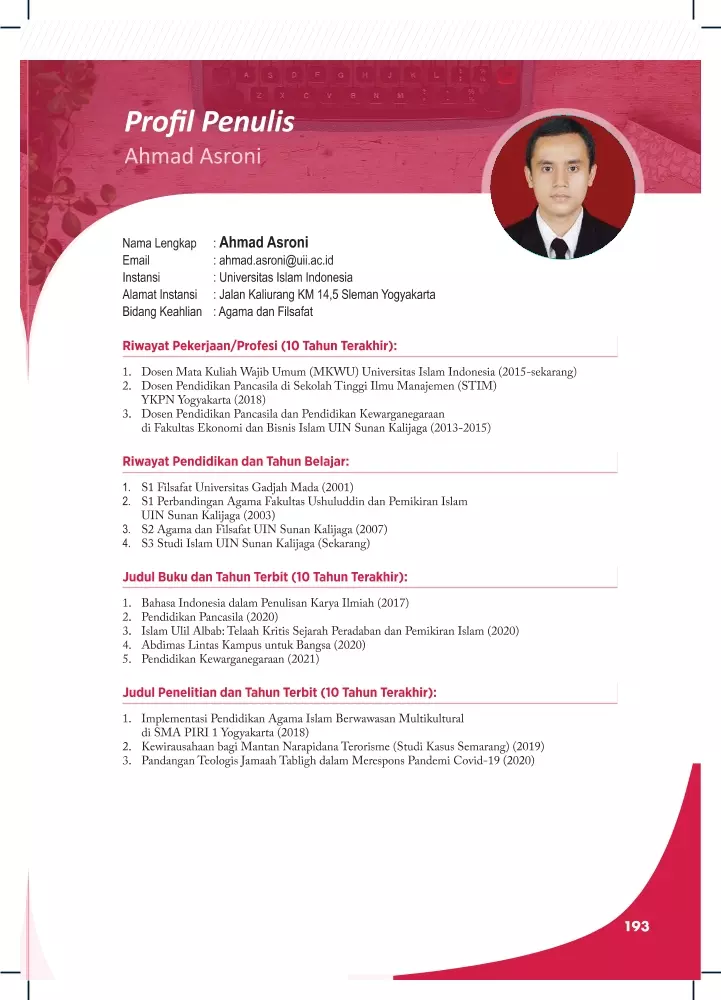 A S D F G H J K L
Z X C V B N M
Profil Penulis
Ahmad Asroni
Nama Lengkap : Ahmad Asroni
Email : ahmad.asroni@uii.ac.id
Instansi : Universitas Islam Indonesia
Alamat Instansi : Jalan Kaliurang KM 14,5 Sleman Yogyakarta
Bidang Keahlian : Agama dan Filsafat
Riwayat Pekerjaan/Profesi (10 Tahun Terakhir):
1. Dosen Mata Kuliah Wajib Umum (MKWU) Universitas Islam Indonesia (2015-sekarang)
2. Dosen Pendidikan Pancasila di Sekolah Tinggi Ilmu Manajemen (STIM)
YKPN Yogyakarta (2018)
3. Dosen Pendidikan Pancasila dan Pendidikan Kewarganegaraan
di Fakultas Ekonomi dan Bisnis Islam UIN Sunan Kalijaga (2013-2015)
Riwayat Pendidikan dan Tahun Belajar:
1. S1 Filsafat Universitas Gadjah Mada (2001)
2. S1 Perbandingan Agama Fakultas Ushuluddin dan Pemikiran Islam
UIN Sunan Kalijaga (2003)
3. S2 Agama dan Filsafat UIN Sunan Kalijaga (2007)
4. S3 Studi Islam UIN Sunan Kalijaga (Sekarang)
Judul Buku dan Tahun Terbit (10 Tahun Terakhir):
1. Bahasa Indonesia dalam Penulisan Karya Ilmiah (2017)
2. Pendidikan Pancasila (2020)
3. Islam Ulil Albab: Telaah Kritis Sejarah Peradaban dan Pemikiran Islam (2020)
4. Abdimas Lintas Kampus untuk Bangsa (2020)
5. Pendidikan Kewarganegaraan (2021)
Judul Penelitian dan Tahun Terbit (10 Tahun Terakhir):
1. Implementasi Pendidikan Agama Islam Berwawasan Multikultural
di SMA PIRI 1 Yogyakarta (2018)
2. Kewirausahaan bagi Mantan Narapidana Terorisme (Studi Kasus Semarang) (2019)
3. Pandangan Teologis Jamaah Tabligh dalam Merespons Pandemi Covid-19 (2020)
193